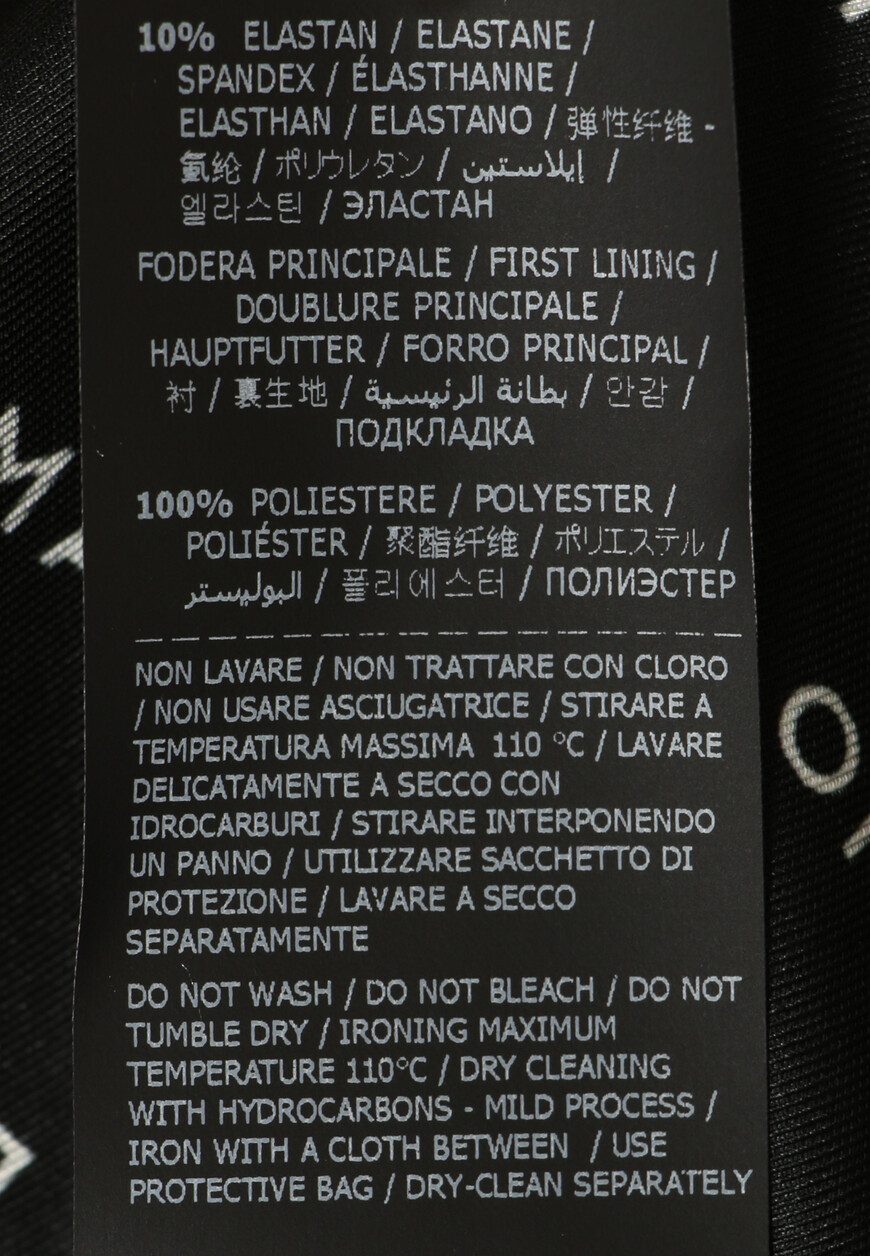 10% ELASTAN / ELASTANE /
SPANDEX / ÉLASTHANNE /
ELASTHAN / ELASTANO / 弹性纤维 -
氨纶 / ポリウレタン / إيلاستين /
엘라스틴 / ЭЛАСТАН
FODERA PRINCIPALE / FIRST LINING /
DOUBLURE PRINCIPALE /
HAUPTFUTTER / FORRO PRINCIPAL /
衬 / 裏生地 / بطانة الرئيسية / 안감 /
ПОДКЛАДКА
100% POLIESTERE / POLYESTER /
POLIÉSTER / 聚酯纤维 / ポリエステル /
البوليستر / 폴리에스터 / ПОЛИЭСТЕР
NON LAVARE / NON TRATTARE CON CLORO
/ NON USARE ASCIUGATRICE / STIRARE A
TEMPERATURA MASSIMA 110 °C / LAVARE
DELICATAMENTE A SECCO CON
IDROCARBURI / STIRARE INTERPONENDO
UN PANNO / UTILIZZARE SACCHETTO DI
PROTEZIONE / LAVARE A SECCO
SEPARATAMENTE
DO NOT WASH / DO NOT BLEACH / DO NOT
TUMBLE DRY / IRONING MAXIMUM
TEMPERATURE 110°C / DRY CLEANING
WITH HYDROCARBONS - MILD PROCESS /
IRON WITH A CLOTH BETWEEN / USE
PROTECTIVE BAG / DRY-CLEAN SEPARATELY